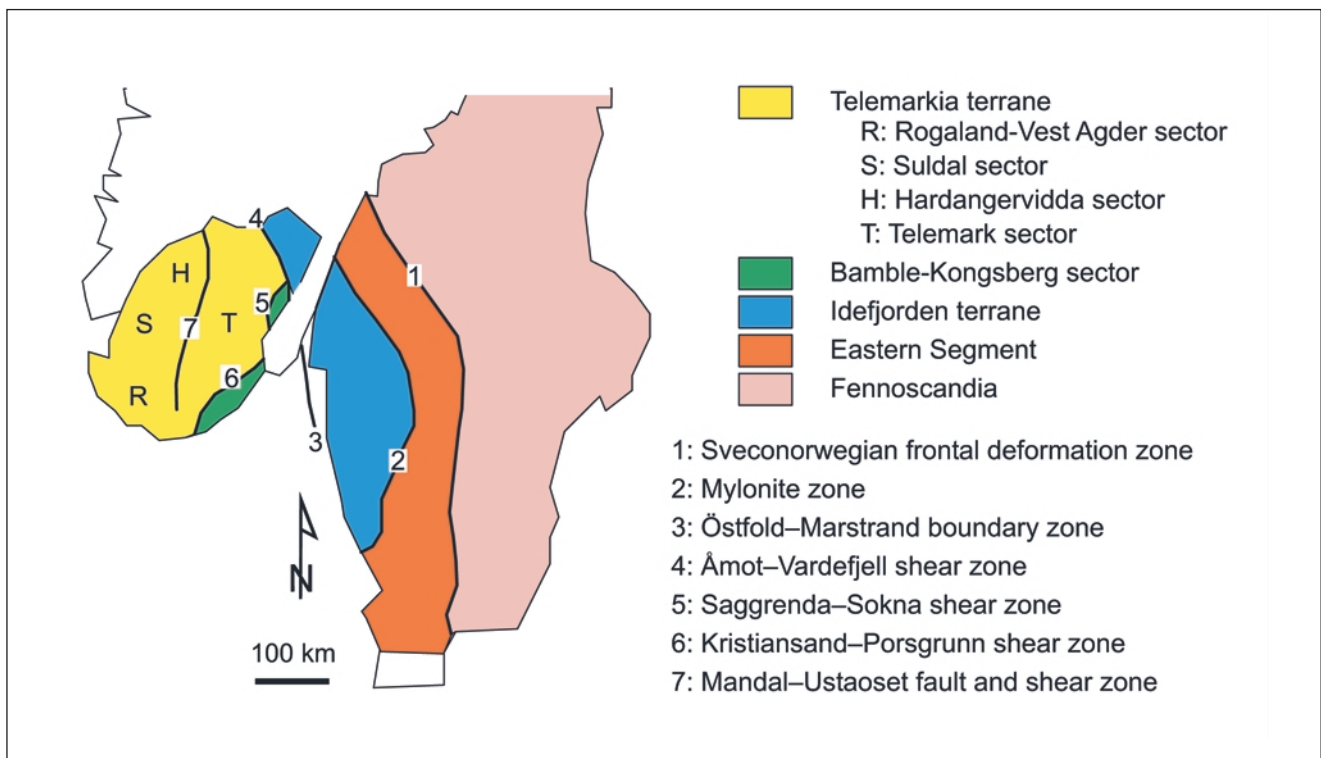 4
H
5
S
7
T
6
R
1
3
2
N
100 km
Telemarkia terrane
R: Rogaland-Vest Agder sector
S: Suldal sector
H: Hardangervidda sector
T: Telemark sector
Bamble-Kongsberg sector
Idefjorden terrane
Eastern Segment
Fennoscandia
1: Sveconorwegian frontal deformation zone
2: Mylonite zone
3: Östfold–Marstrand boundary zone
4: Åmot–Vardefjell shear zone
5: Saggrenda–Sokna shear zone
6: Kristiansand–Porsgrunn shear zone
7: Mandal–Ustaoset fault and shear zone